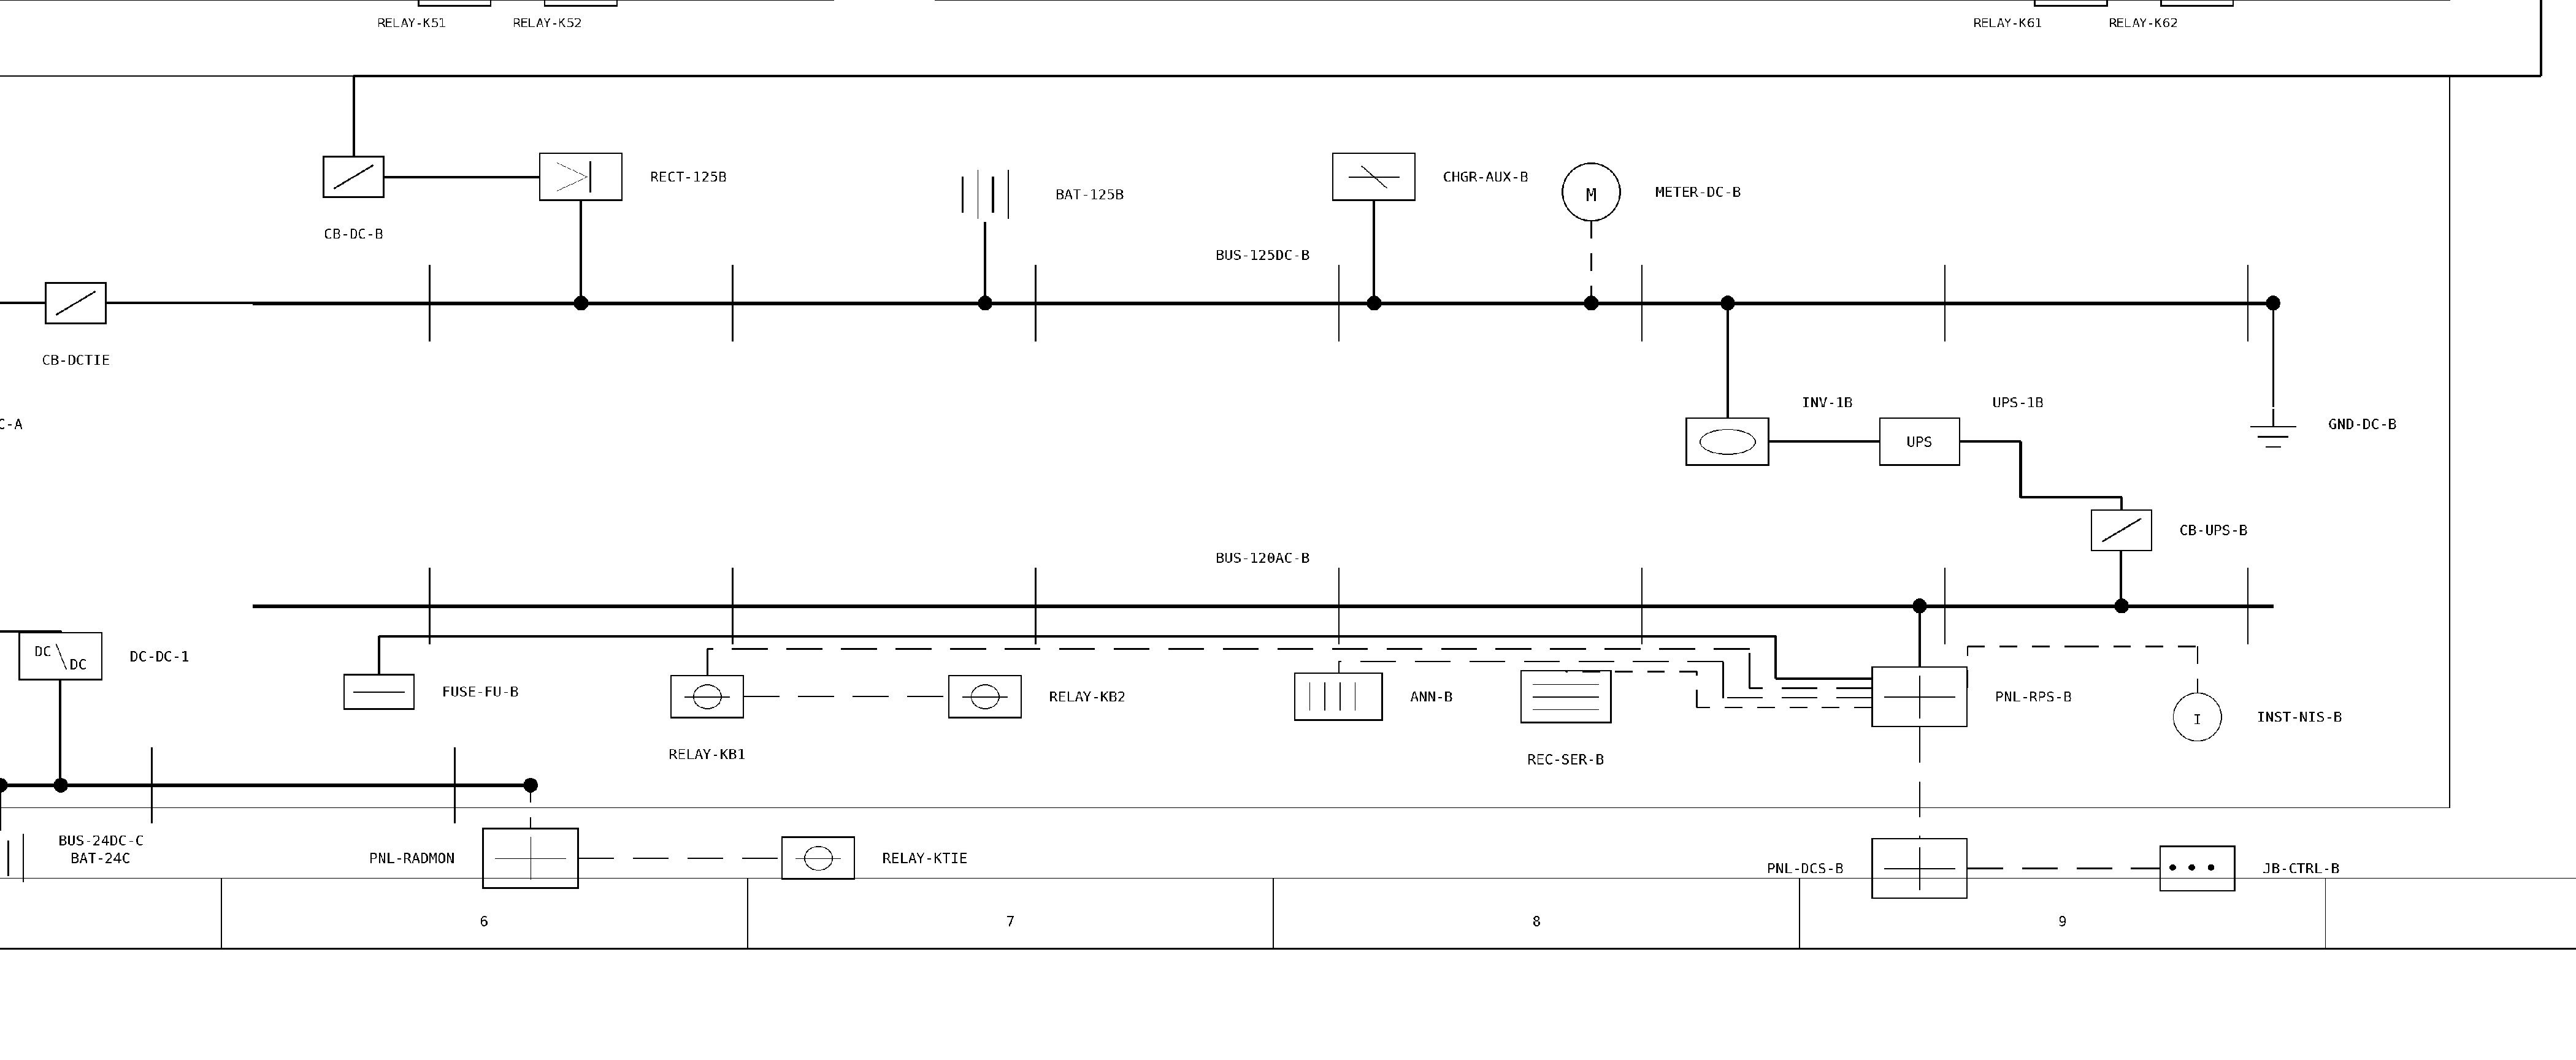 RELAY-K51
RELAY-K52
RELAY-K61
RELAY-K62
RECT-125B
BAT-125B
CHGR-AUX-B
M
METER-DC-B
CB-DC-B
BUS-125DC-B
CB-DCTIE
INV-1B
UPS-1B
C-A
UPS
GND-DC-B
CB-UPS-B
BUS-120AC-B
DC
DC
DC-DC-1
FUSE-FU-B
RELAY-KB2
ANN-B
PNL-RPS-B
I
INST-NIS-B
RELAY-KB1
REC-SER-B
BUS-24DC-C
BAT-24C
PNL-RADMON
RELAY-KTIE
PNL-DCS-B
JB-CTRL-B
6
7
8
9